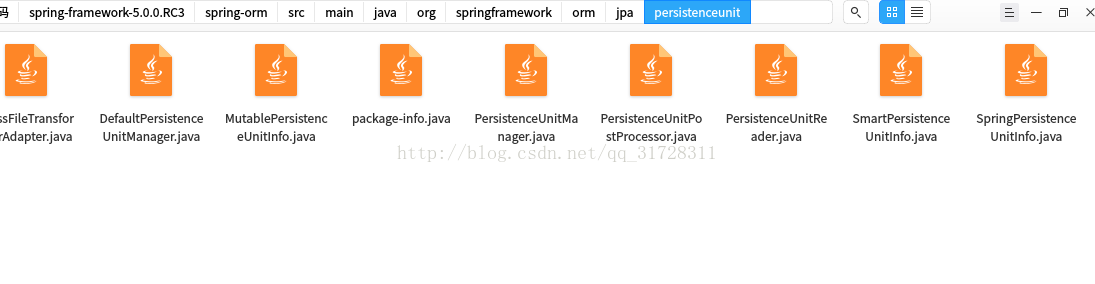 码 spring-framework-5.0.0.RC3 spring-orm src main java org springframework orm jpa persistenceunit
ssFileTransfor DefaultPersistence MutablePersistenc package-info.java PersistenceUnitMa PersistenceUnitPo PersistenceUnitRe SmartPersistence SpringPersistence
rAdapter.java UnitManager.java eUnitInfo.java nager.java stProcessor.java ader.java UnitInfo.java UnitInfo.java
http://blog.csdn.net/qq_31728311